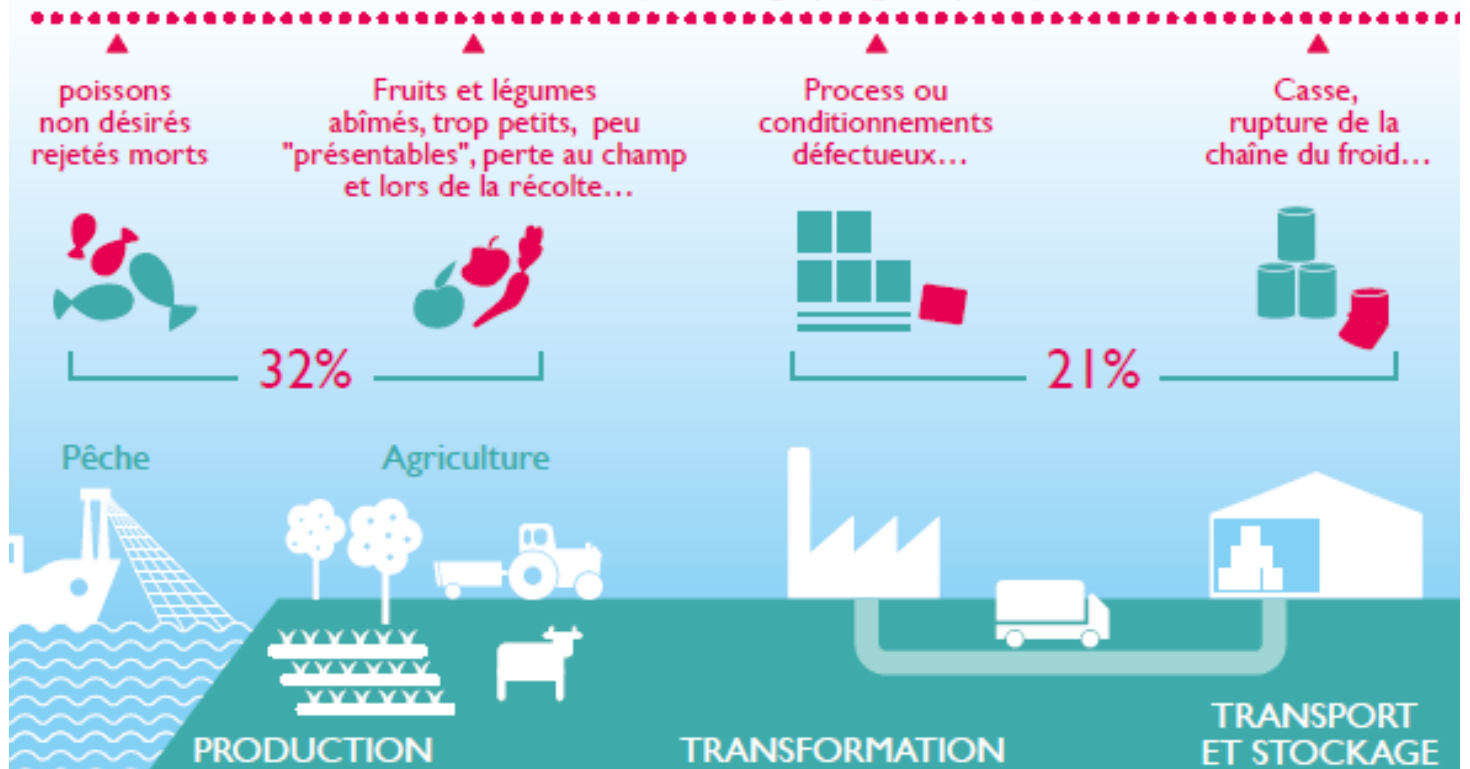 poissons
non désirés
rejetés morts
Fruits et légumes
abîmés, trop petits, peu
"présentables", perte au champ
et lors de la récolte…
Process ou
conditionnements
défectueux…
Casse,
rupture de la
chaîne du froid…
32%
21%
Pêche
Agriculture
PRODUCTION
TRANSFORMATION
TRANSPORT
ET STOCKAGE